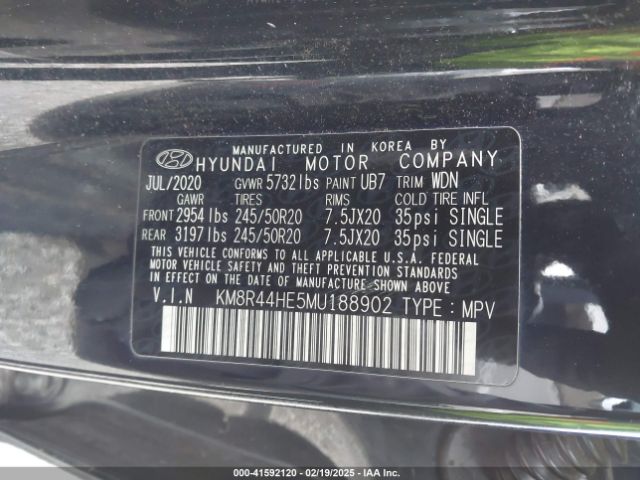 MANUFACTURED IN KOREA BY
HYUNDAI MOTOR COMPANY
JUL/2020 GVWR 5732lbs PAINT UB7 TRIM WDN
GAWR TIRES RIMS COLD TIRE INFL
FRONT 2954 lbs 245/50R20 7.5JX20 35psi SINGLE
REAR 3197 lbs 245/50R20 7.5JX20 35psi SINGLE
THIS VEHICLE CONFORMS TO ALL APPLICABLE U.S.A. FEDERAL
MOTOR VEHICLE SAFETY AND THEFT PREVENTION STANDARDS
IN EFFECT ON THE DATE OF MANUFACTURE SHOWN ABOVE.
V.I.N KM8R44HE5MU188902 TYPE : MPV
000-41592120 - 02/19/2025 - IAA Inc.